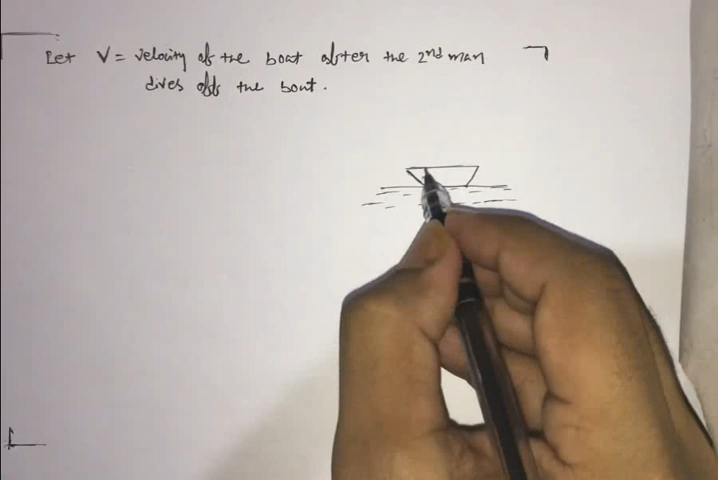 Let V = velocity of the boat after the 2nd man
dives off the boat.